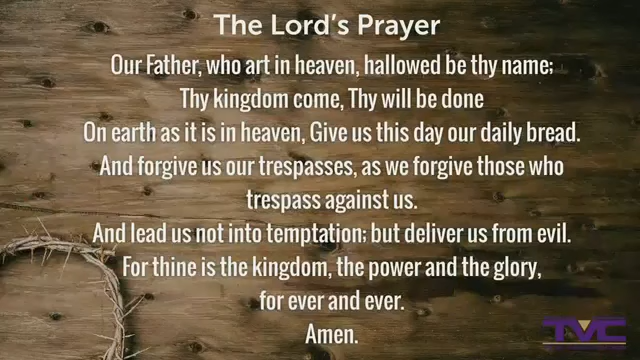 The Lord's Prayer
Our Father, who art in heaven, hallowed be thy name;
Thy kingdom come, Thy will be done
On earth as it is in heaven, Give us this day our daily bread.
And forgive us our trespasses, as we forgive those who
trespass against us.
And lead us not into temptation; but deliver us from evil.
For thine is the kingdom, the power and the glory,
for ever and ever.
Amen.
TVC